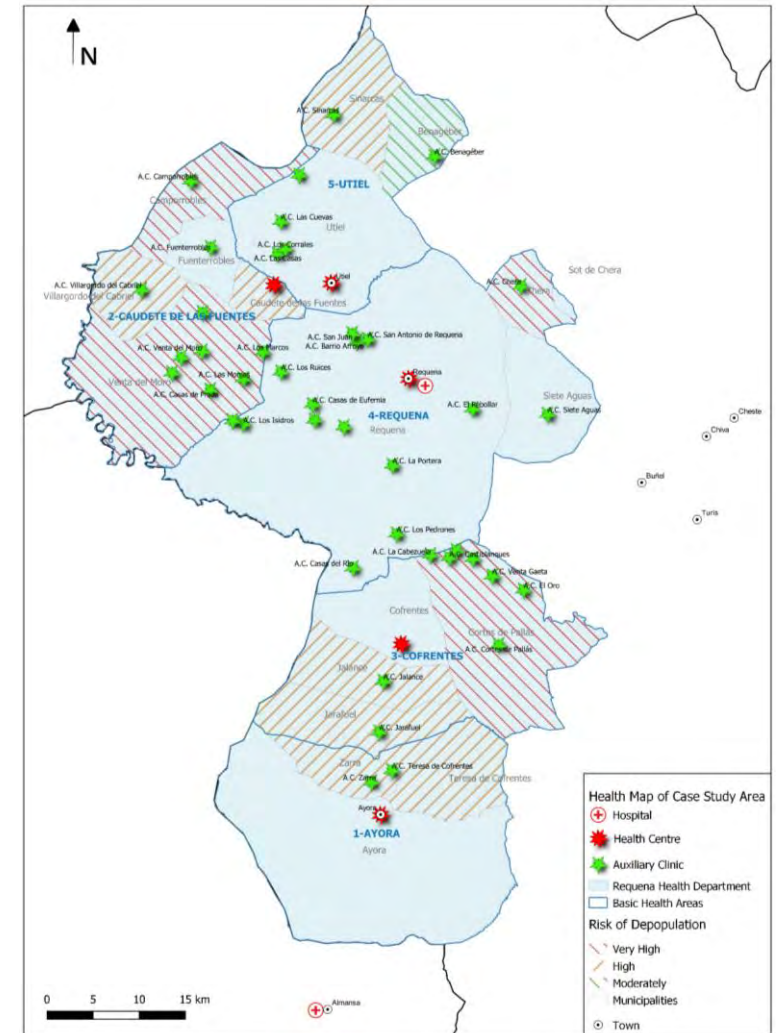 N
A.C. Sinarcas
Sinarcas
Benagéber
A.C. Benagéber
A.C. Camporrobles
Camporrobles
5-UTIEL
A.C. Las Cuevas
Utiel
A.C. Fuenterrobles
Fuenterrobles
A.C. Los Corrales
A.C. Las Casas
Utiel
Sot de Chera
A.C. Chera
Chera
A.C. Villargordo del Cabriel
Villargordo del Cabriel
Caudete de las Fuentes
2-CAUDETE DE LAS FUENTES
A.C. San Juan
A.C. San Antonio de Requena
A.C. Barrio Arroyo
A.C. Los Marcos
A.C. Venta del Moro
Venta del Moro
A.C. Las Monjas
A.C. Los Ruices
Requena
A.C. Casas de Pradas
A.C. Casas de Eufemia
Siete Aguas
A.C. El Rebollar
A.C. Siete Aguas
4-REQUENA
Requena
A.C. Los Isidros
Cheste
Chiva
A.C. La Portera
Buñol
Turis
A.C. Los Pedrones
A.C. La Cabezuela
A.C. Castilblanques
A.C. Casas del Río
A.C. Venta Gaeta
A.C. El Oro
Cofrentes
Cortes de Pallás
A.C. Cortes de Pallás
3-COFRENTES
Jalance
A.C. Jalance
Jarafuel
A.C. Jarafuel
Zarra
A.C. Teresa de Cofrentes
A.C. Zarra
Teresa de Cofrentes
Ayora
1-AYORA
Ayora
Health Map of Case Study Area
Hospital
Health Centre
Auxiliary Clinic
Requena Health Department
Basic Health Areas
Risk of Depopulation
Very High
High
Moderately
Municipalities
Town
0 5 10 15 km
Almansa